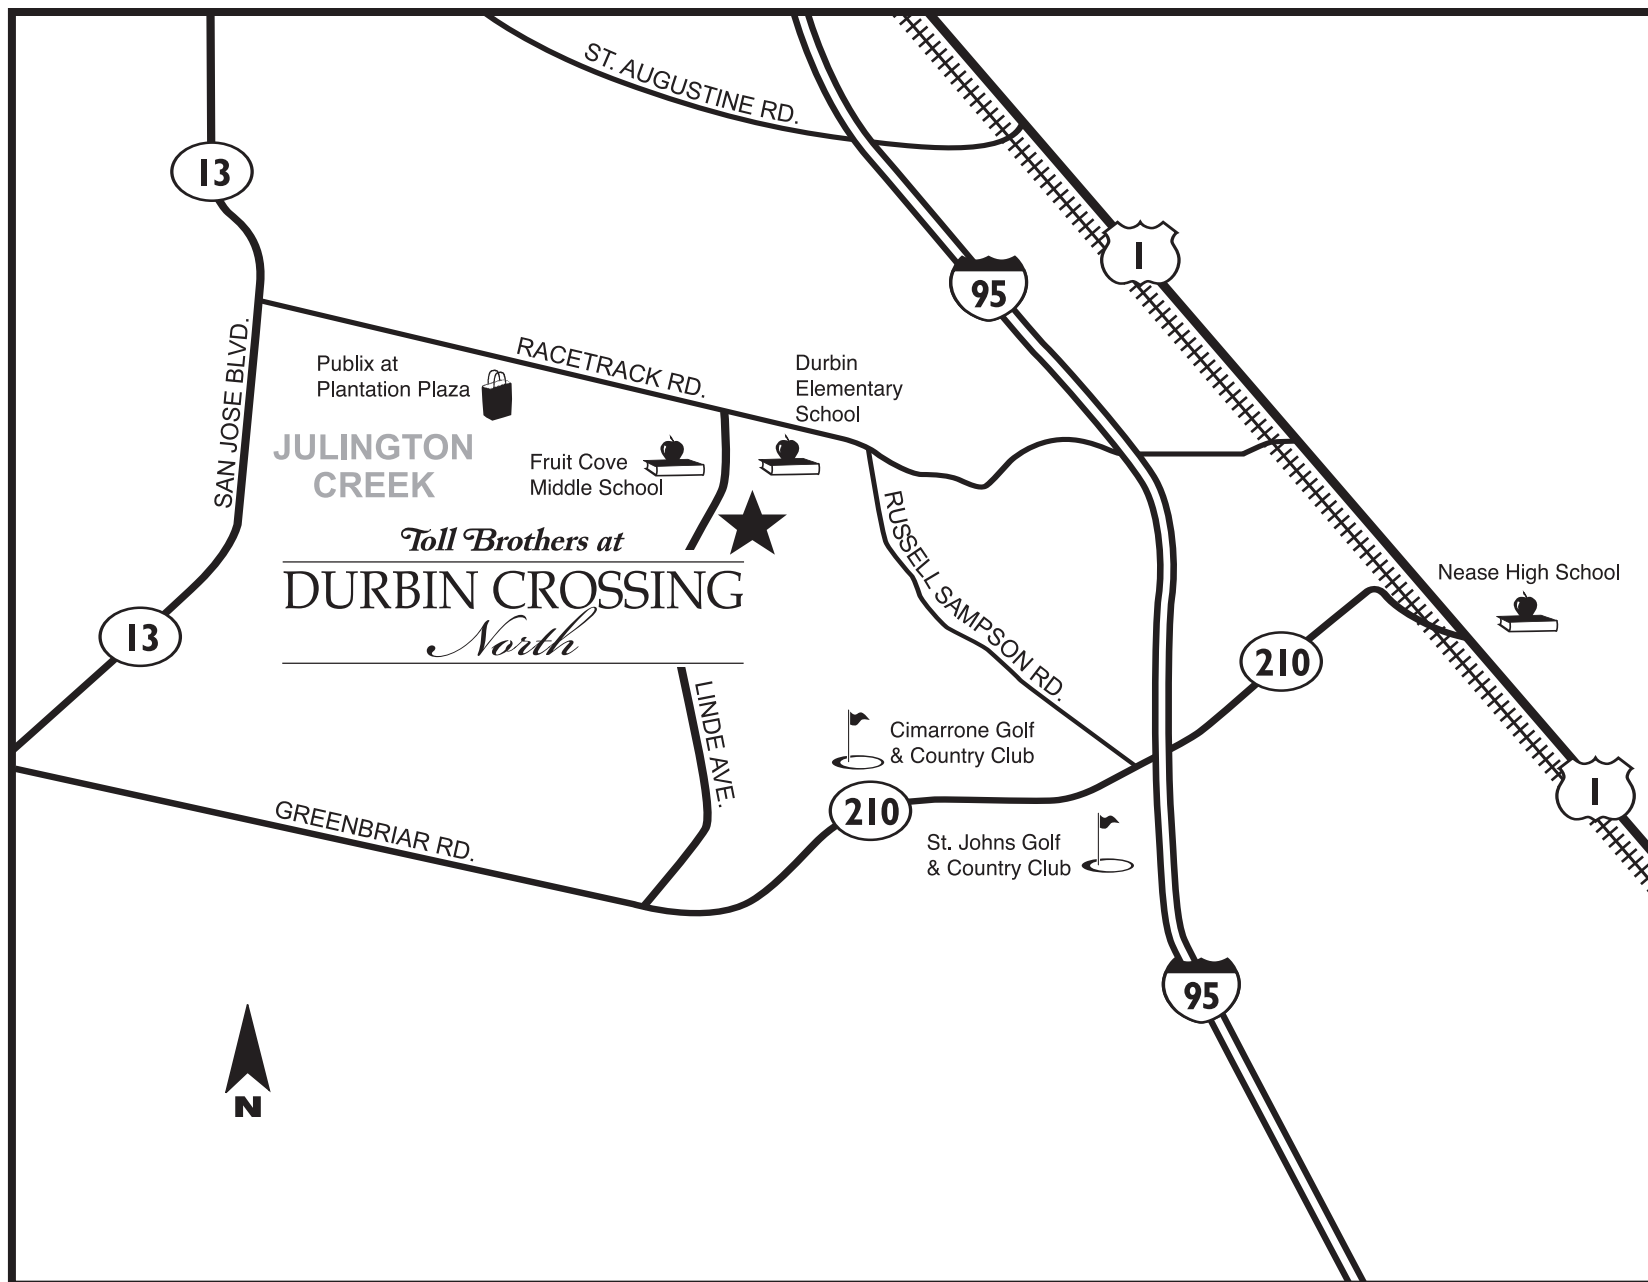 ST. AUGUSTINE RD.
13
1
95
SAN JOSE BLVD.
RACETRACK RD.
Publix at
Plantation Plaza
Durbin
Elementary
School
JULINGTON
CREEK
Fruit Cove
Middle School
Toll Brothers at
DURBIN CROSSING
North
RUSSELL SAMPSON RD.
Nease High School
13
210
LINDE AVE.
Cimarrone Golf
& Country Club
210
1
GREENBRIAR RD.
St. Johns Golf
& Country Club
95
N